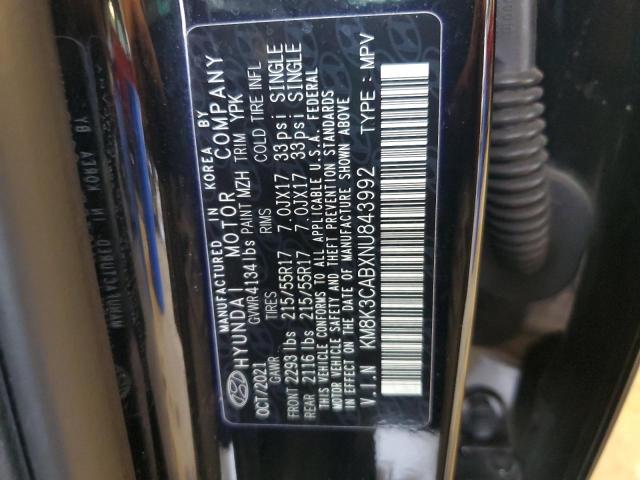 MANUFACTURED IN KOREA BY
HYUNDAI MOTOR COMPANY
OCT/2021 GVWR 4134 lbs PAINT MZH TRIM YPK
GAWR TIRES RIMS COLD TIRE INFL
FRONT 2293 lbs 215/55R17 7.0JX17 33psi SINGLE
REAR 2116 lbs 215/55R17 7.0JX17 33psi SINGLE
THIS VEHICLE CONFORMS TO ALL APPLICABLE U.S.A. FEDERAL
MOTOR VEHICLE SAFETY AND THEFT PREVENTION STANDARDS
IN EFFECT ON THE DATE OF MANUFACTURE SHOWN ABOVE
V.I.N KM8K3CABXNU843992 TYPE : MPV